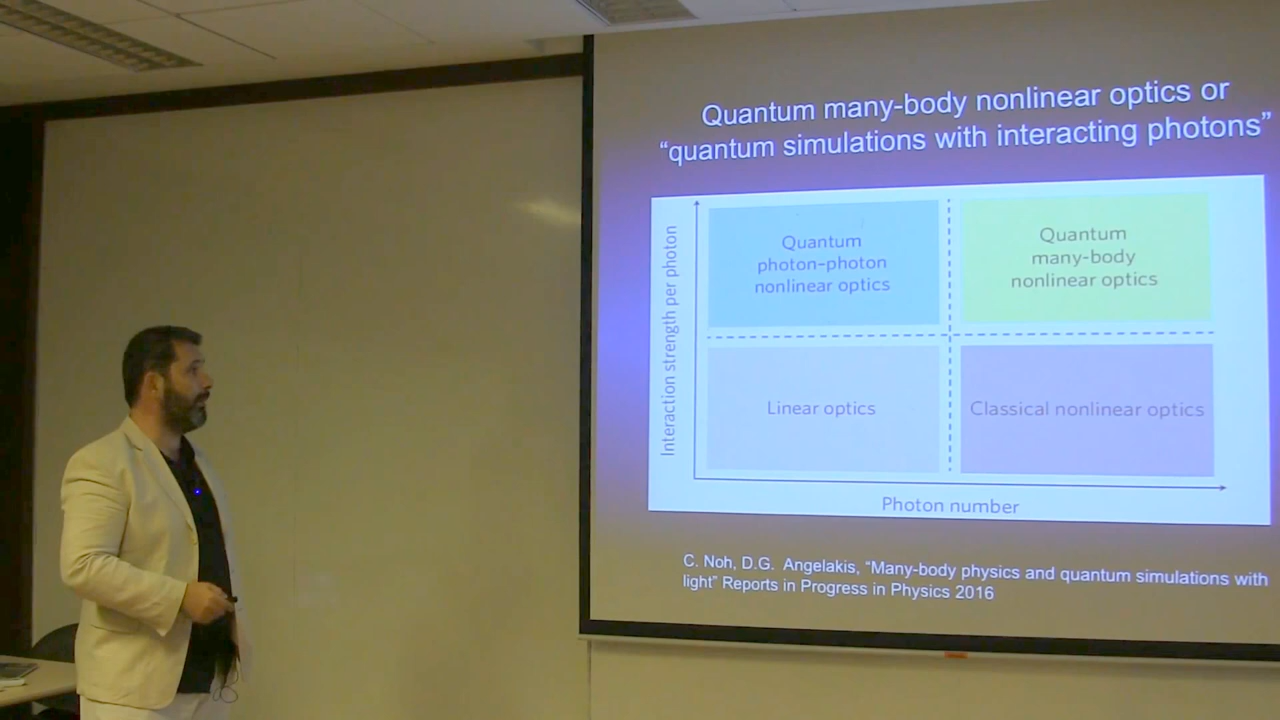 Quantum many-body nonlinear optics or
“quantum simulations with interacting photons”
Interaction strength per photon
Quantum
photon–photon
nonlinear optics
Quantum
many-body
nonlinear optics
Linear optics
Classical nonlinear optics
Photon number
C. Noh, D.G. Angelakis, “Many-body physics and quantum simulations with
light” Reports in Progress in Physics 2016